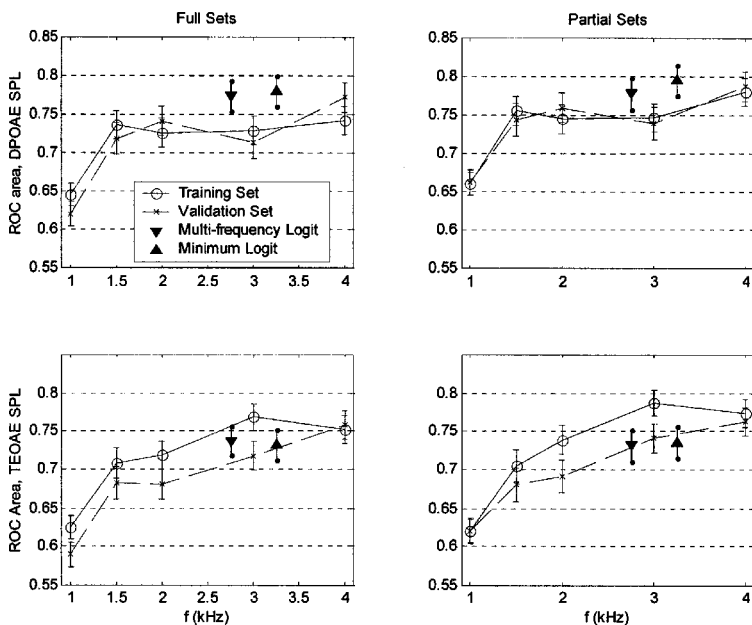 Full Sets
Partial Sets
ROC area, DPOAE SPL
0.85
0.8
0.75
0.7
0.65
0.6
0.55
Training Set
Validation Set
Multi-frequency Logit
Minimum Logit
1 1.5 2 2.5 3 3.5 4
0.85
0.8
0.75
0.7
0.65
0.6
0.55
1 2 3 4
ROC Area, TEOAE SPL
0.8
0.75
0.7
0.65
0.6
0.55
1 1.5 2 2.5 3 3.5 4
f (kHz)
0.8
0.75
0.7
0.65
0.6
0.55
1 2 3 4
f (kHz)